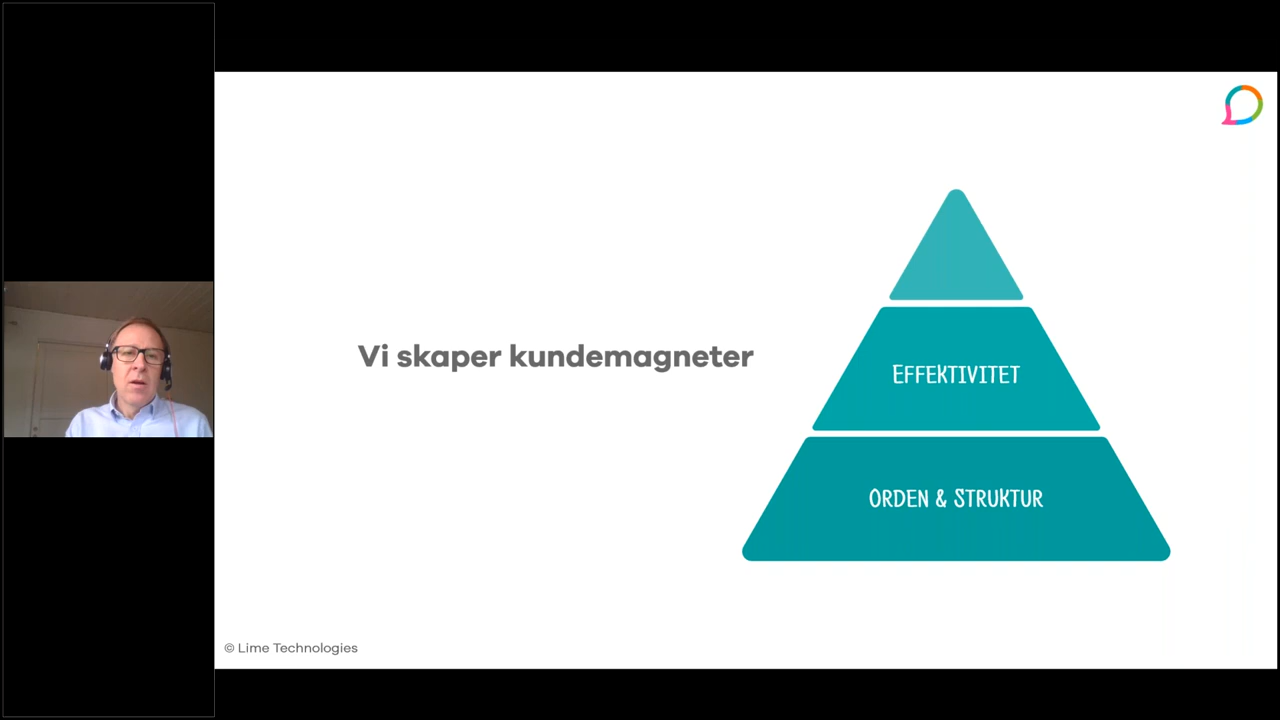 Vi skaper kundemagneter
EFFEKTIVITET
ORDEN & STRUKTUR
© Lime Technologies